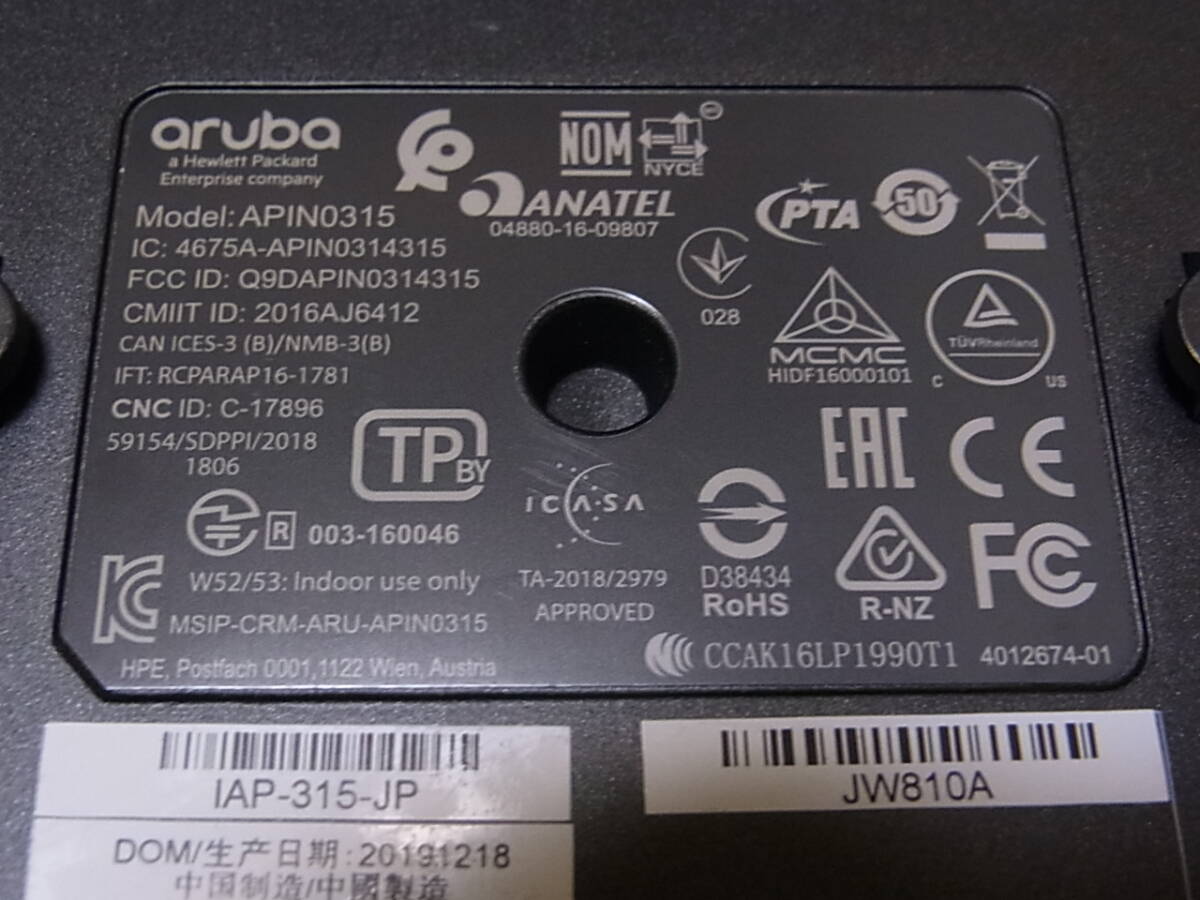 aruba
a Hewlett Packard
Enterprise company
NOM
NYCE
ANATEL
04880-16-09807
PTA
50
Model: APIN0315
IC: 4675A-APIN0314315
FCC ID: Q9DAPIN0314315
CMIIT ID: 2016AJ6412
CAN ICES-3 (B)/NMB-3(B)
IFT: RCPARAP16-1781
CNC ID: C-17896
59154/SDPPI/2018
1806
028
MCMC
HIDF16000101
TÜVRheinland
C US
TP BY
ICASA
TA-2018/2979
APPROVED
EAC
CE
R 003-160046
W52/53: Indoor use only
MSIP-CRM-ARU-APIN0315
HPE, Postfach 0001,1122 Wien, Austria
D38434
RoHS
R-NZ
FC
CCAK16LP1990T1
4012674-01
IAP-315-JP
JW810A
DOM/生产日期:20191218
中国制造/中國製造